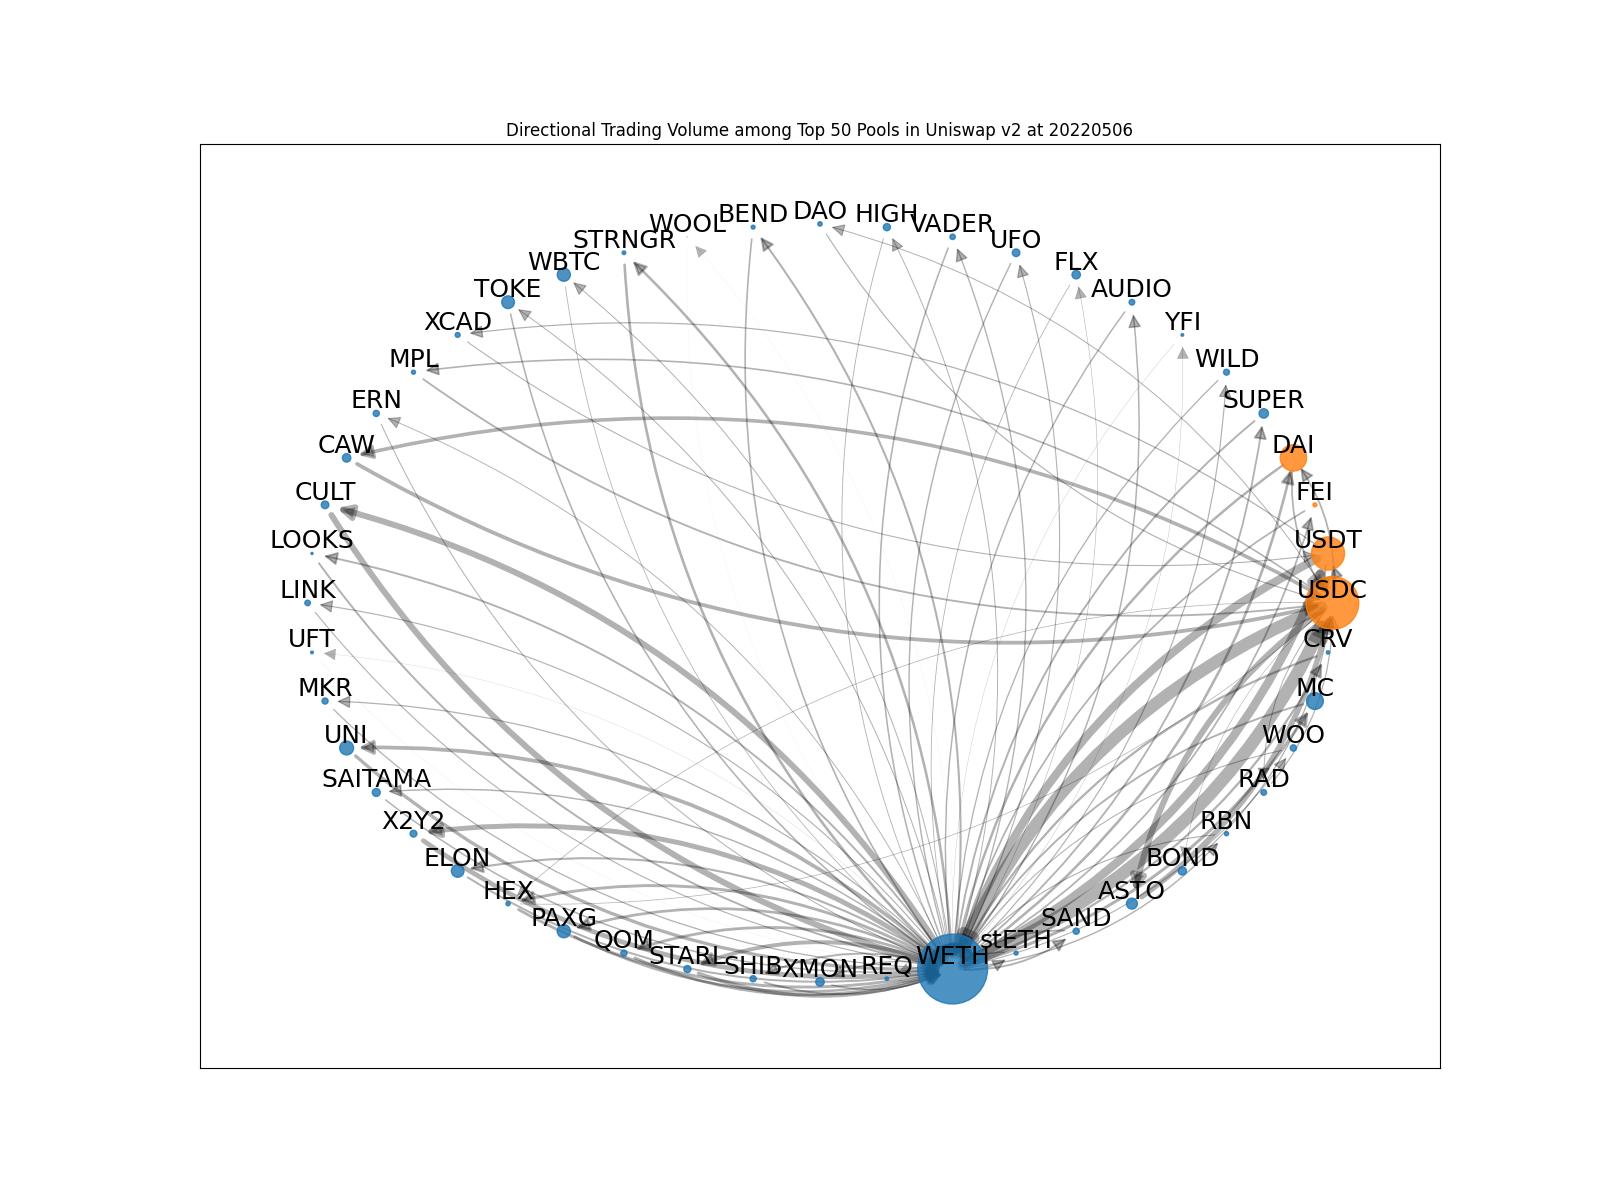 Directional Trading Volume among Top 50 Pools in Uniswap v2 at 20220506
WOOL
BEND
DAO
HIGH
VADER
STRNGR
UFO
WBTC
FLX
TOKE
AUDIO
XCAD
YFI
MPL
WILD
ERN
SUPER
CAW
DAI
CULT
FEI
LOOKS
USDT
LINK
USDC
UFT
CRV
MKR
MC
UNI
WOO
SAITAMA
RAD
X2Y2
RBN
ELON
BOND
HEX
ASTO
PAXG
SAND
QOM
stETH
STARL
SHIB
XMON
REQ
WETH